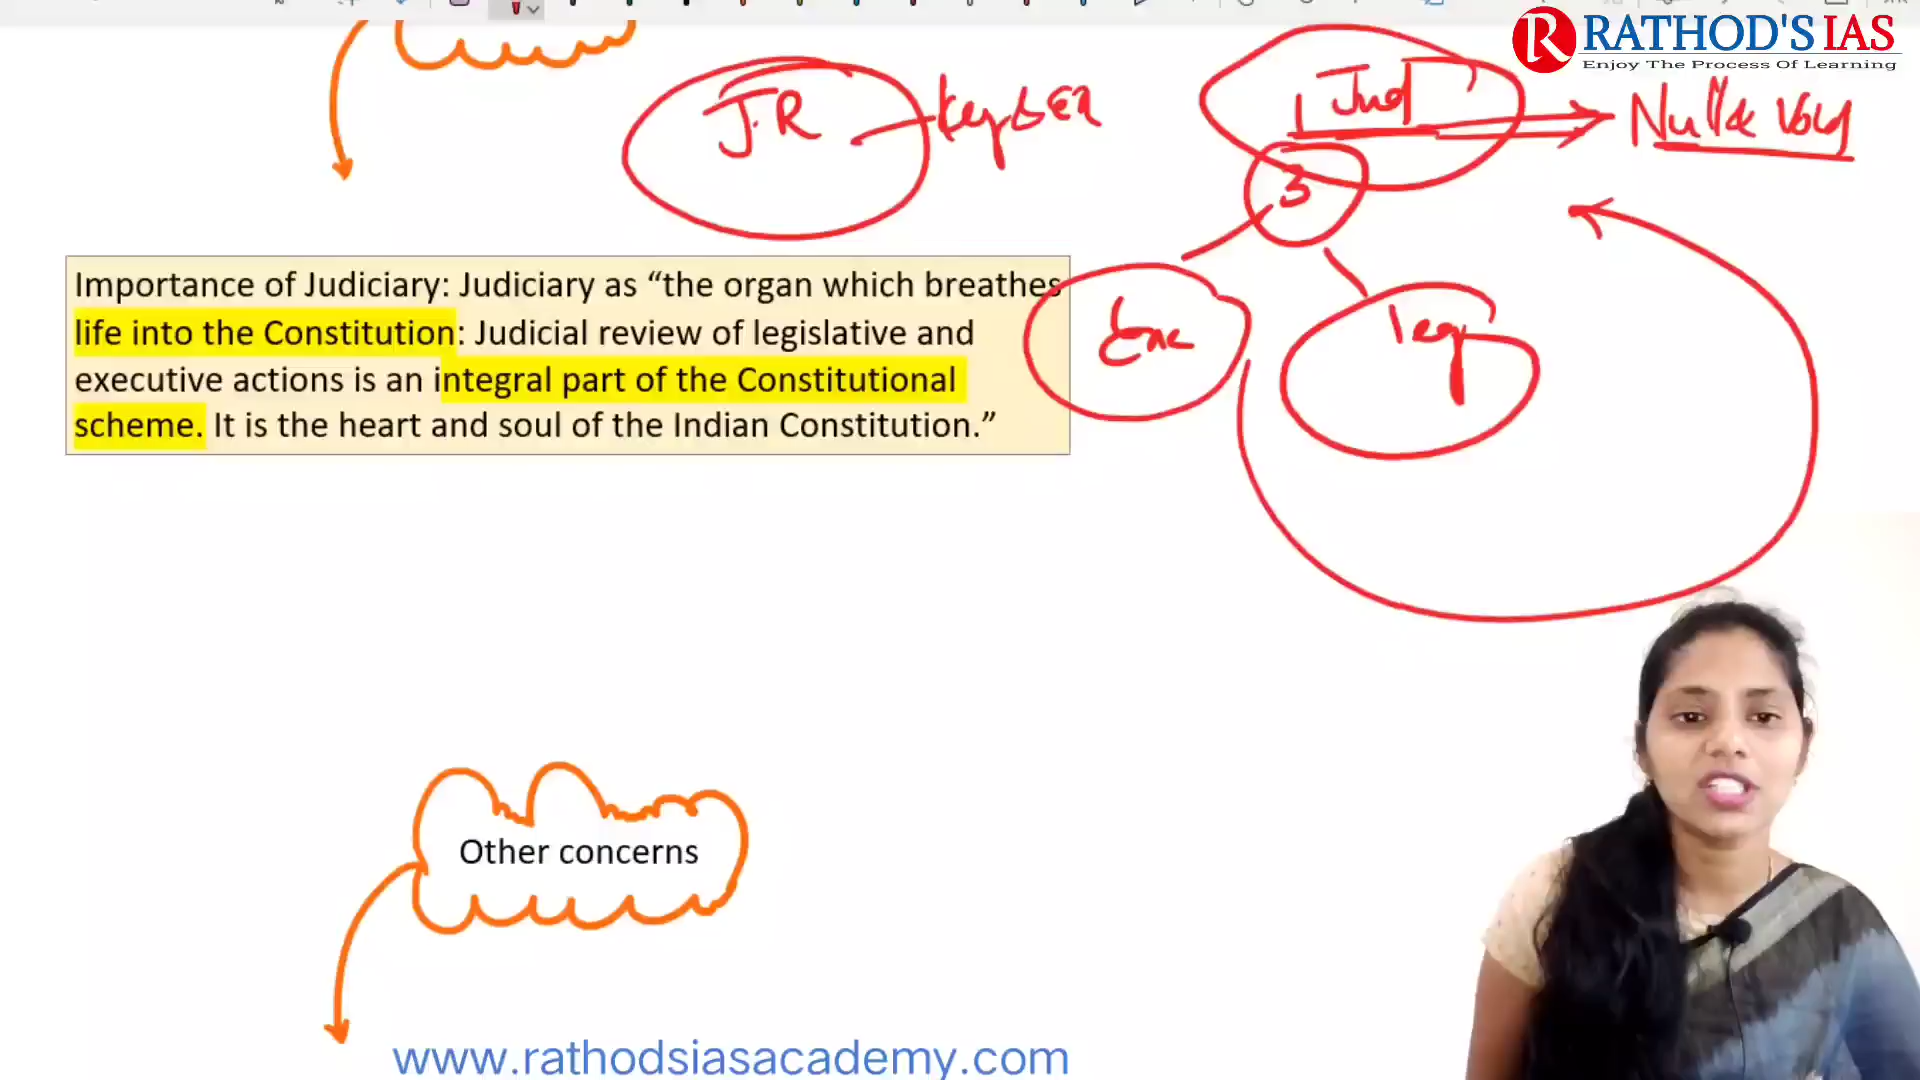 RATHOD'S IAS
Enjoy The Process Of Learning
J.R
1 Jud
Null & Void
3
Importance of Judiciary: Judiciary as “the organ which breathes
life into the Constitution: Judicial review of legislative and
executive actions is an integral part of the Constitutional
scheme. It is the heart and soul of the Indian Constitution.”
Exe
leg
Other concerns
www.rathodsiasacademy.com